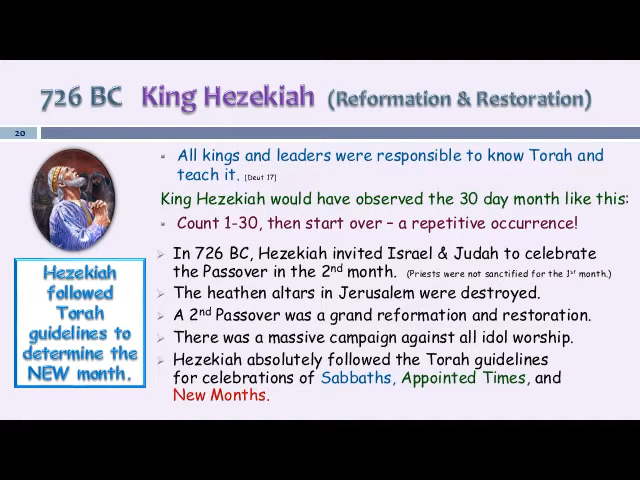 726 BC King Hezekiah (Reformation & Restoration)
20
All kings and leaders were responsible to know Torah and
teach it. [Deut 17]
King Hezekiah would have observed the 30 day month like this:
Count 1-30, then start over – a repetitive occurrence!
In 726 BC, Hezekiah invited Israel & Judah to celebrate
the Passover in the 2nd month. (Priests were not sanctified for the 1st month.)
The heathen altars in Jerusalem were destroyed.
A 2nd Passover was a grand reformation and restoration.
There was a massive campaign against all idol worship.
Hezekiah absolutely followed the Torah guidelines
for celebrations of Sabbaths, Appointed Times, and
New Months.
Hezekiah
followed
Torah
guidelines to
determine the
NEW month.